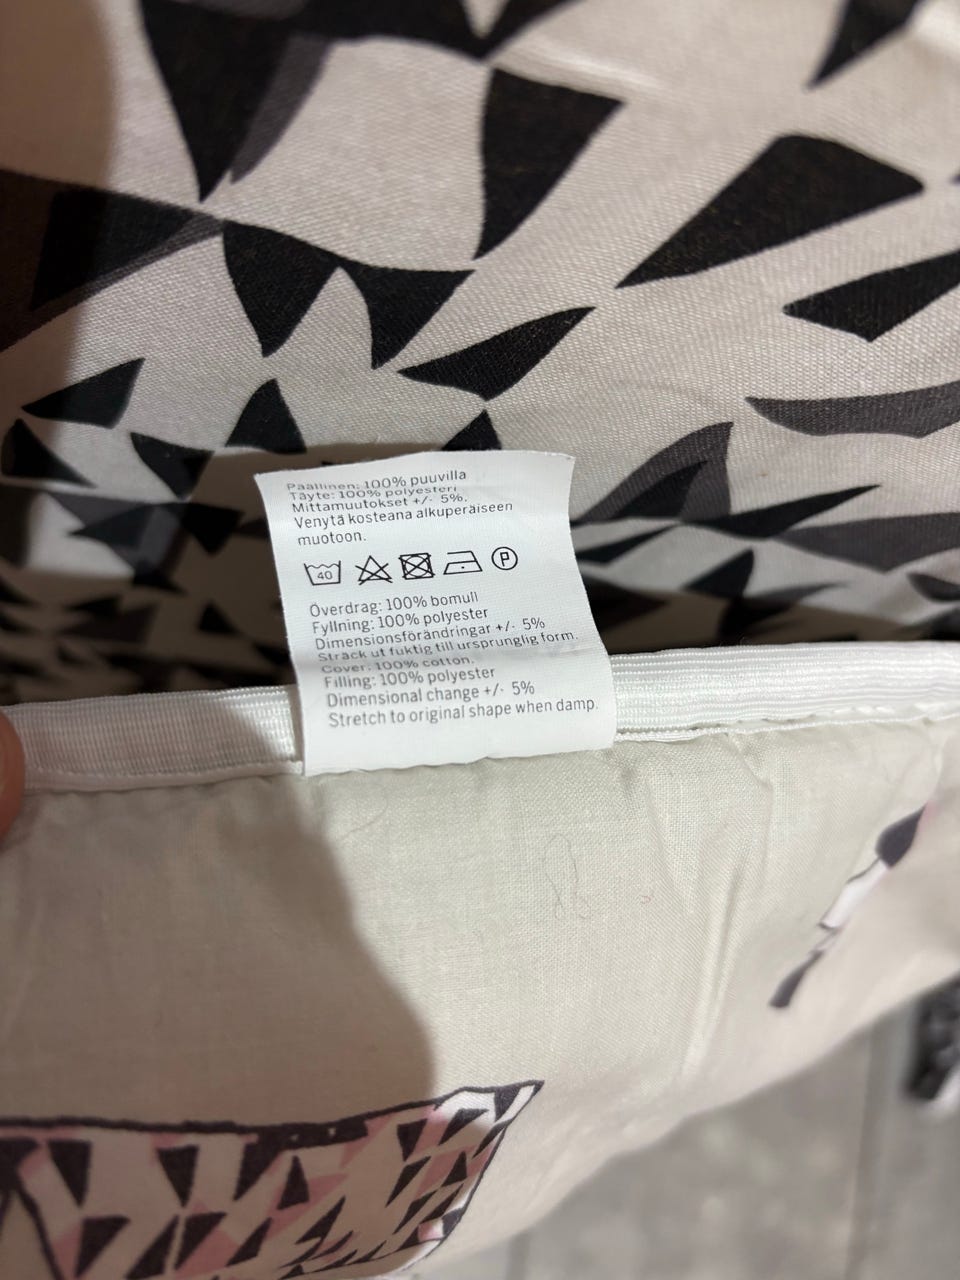 Päällinen: 100% puuvilla
Täyte: 100% polyesteri
Mittamuutokset +/- 5%.
Venytä kosteana alkuperäiseen
muotoon.
40 P
Överdrag: 100% bomull
Fyllning: 100% polyester
Dimensionsförändringar +/- 5%
Sträck ut fuktig till ursprunglig form.
Cover: 100% cotton.
Filling: 100% polyester
Dimensional change +/- 5%
Stretch to original shape when damp.